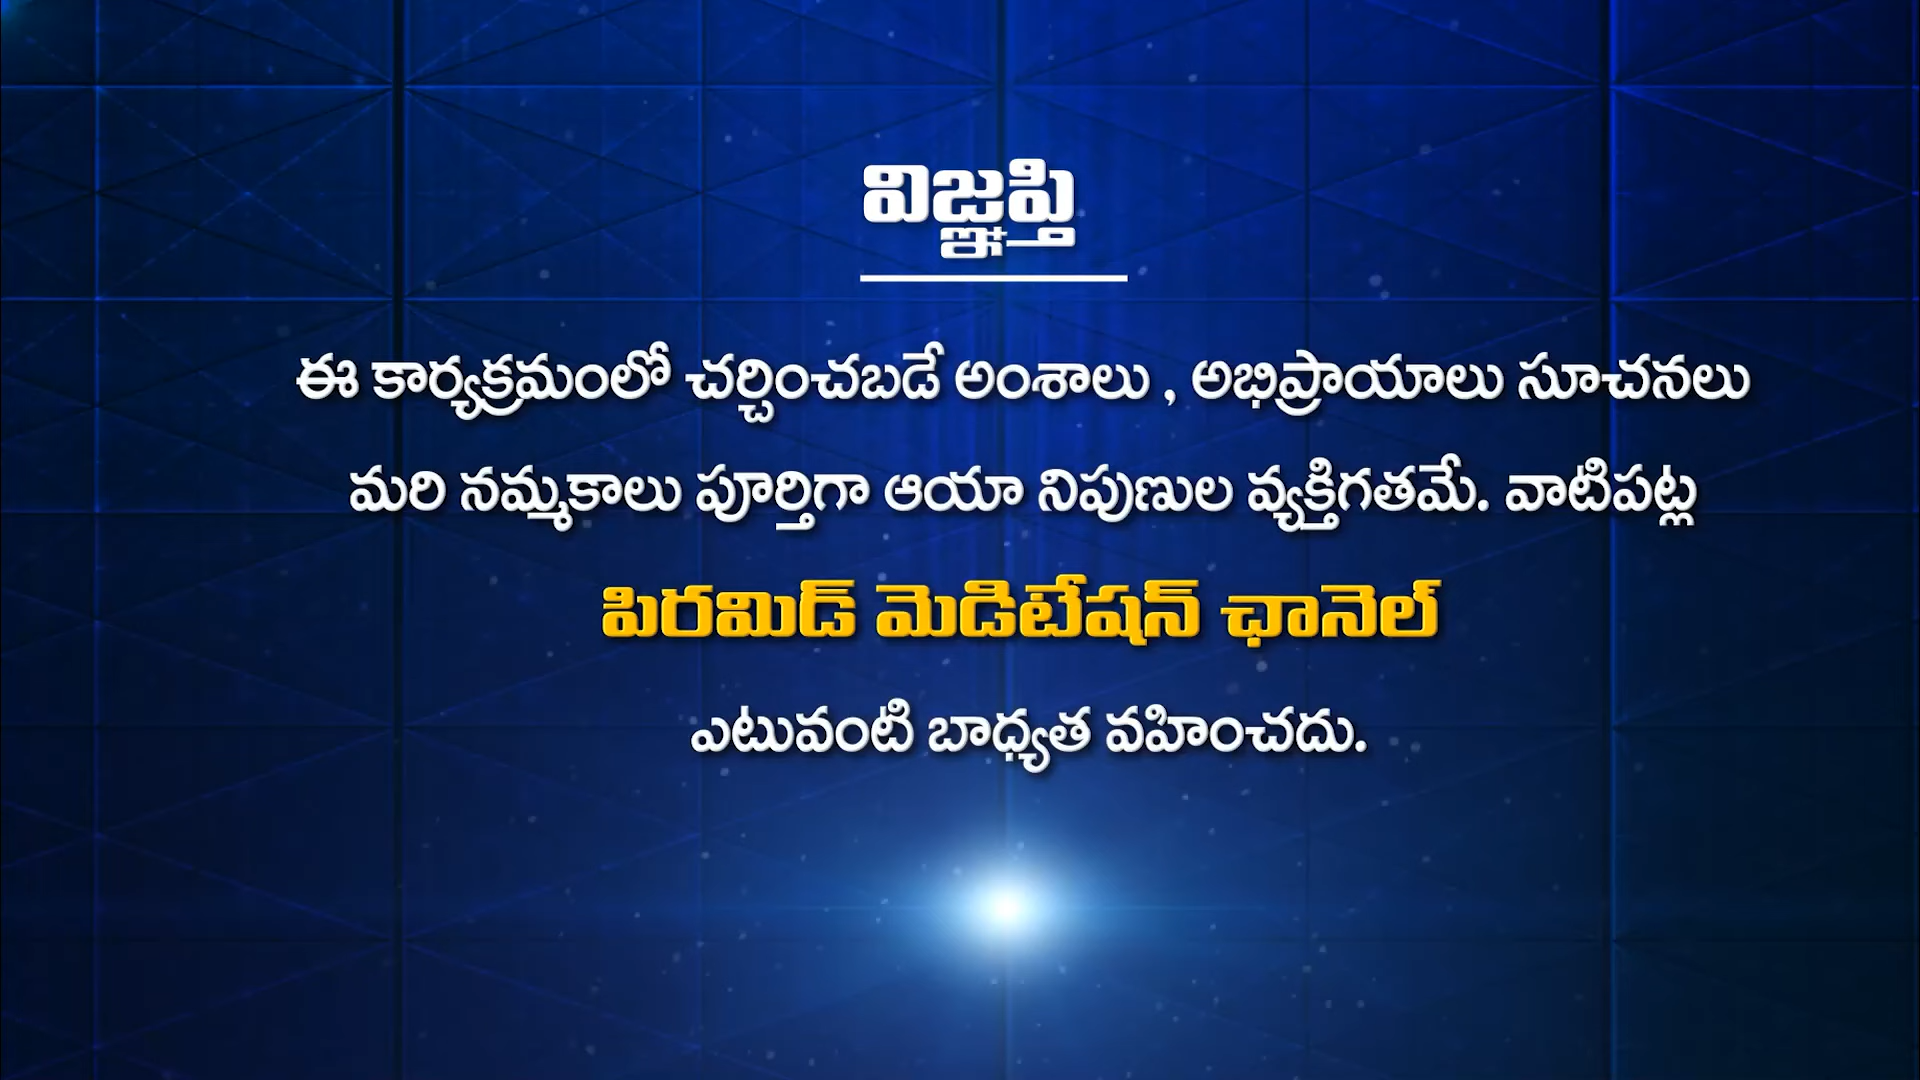 విజ్ఞప్తి
ఈ కార్యక్రమంలో చర్చించబడే అంశాలు , అభిప్రాయాలు సూచనలు
మరి నమ్మకాలు పూర్తిగా ఆయా నిపుణుల వ్యక్తిగతమే. వాటిపట్ల
పిరమిడ్ మెడిటేషన్ ఛానెల్
ఎటువంటి బాధ్యత వహించదు.